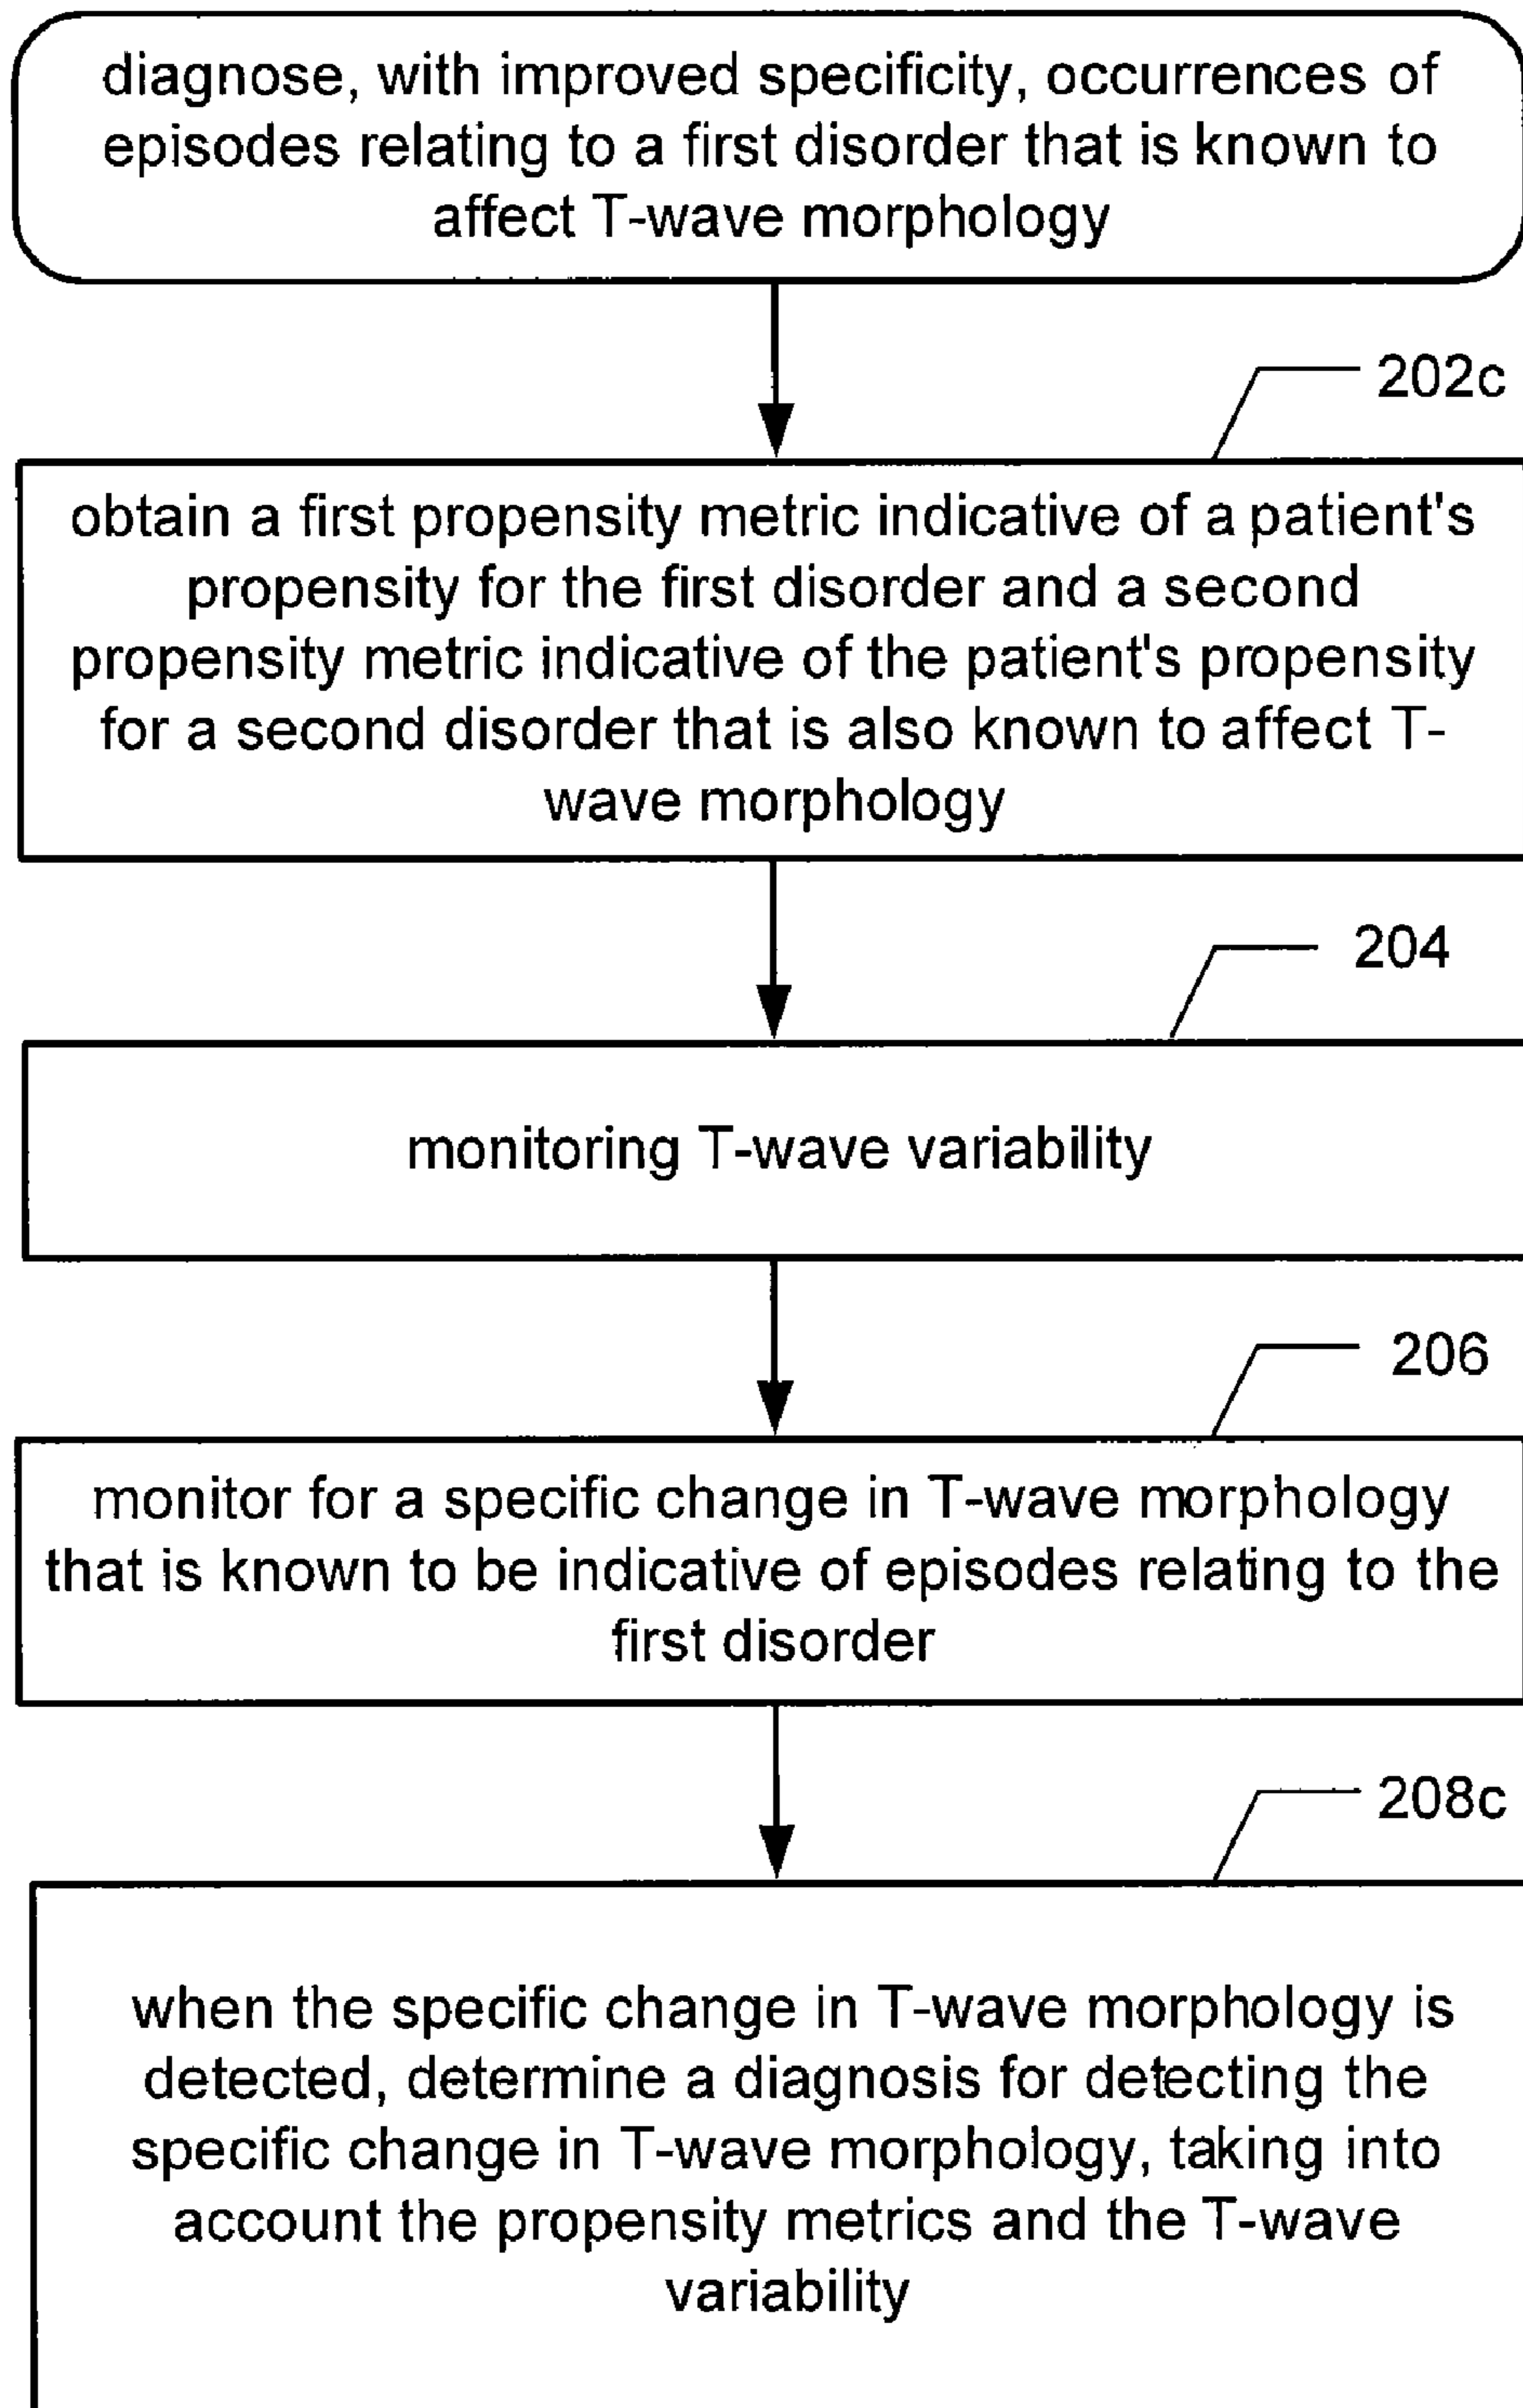 diagnose, with improved specificity, occurrences of
episodes relating to a first disorder that is known to
affect T-wave morphology
202c
obtain a first propensity metric indicative of a patient's
propensity for the first disorder and a second
propensity metric indicative of the patient's propensity
for a second disorder that is also known to affect T-
wave morphology
204
monitoring T-wave variability
206
monitor for a specific change in T-wave morphology
that is known to be indicative of episodes relating to the
first disorder
208c
when the specific change in T-wave morphology is
detected, determine a diagnosis for detecting the
specific change in T-wave morphology, taking into
account the propensity metrics and the T-wave
variability